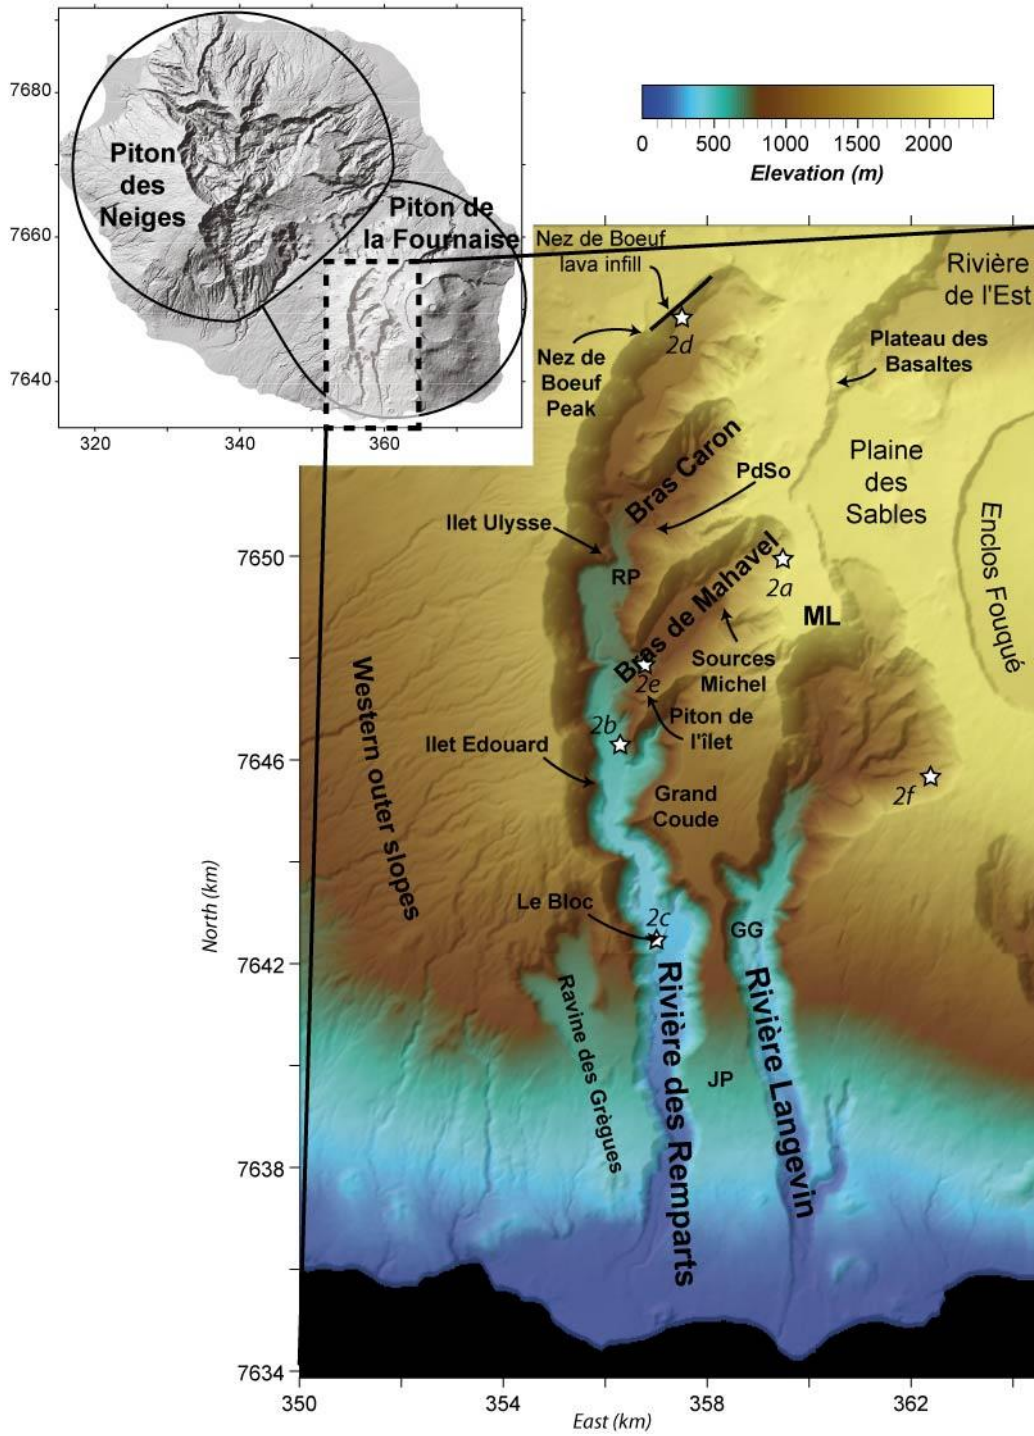 7680
7660
7640
320
340
360
Piton
des
Neiges
Piton de
la Fournaise
0
500
1000
1500
2000
Elevation (m)
Nez de Boeuf
lava infill
Rivière
de l'Est
2d
Nez de
Boeuf
Peak
Plateau des
Basaltes
Bras Caron
PdSo
Plaine
des
Sables
Ilet Ulysse
Enclos Fouqué
RP
Bras de Mahavel
2a
ML
Sources
Michel
2e
2b
Piton de
l'îlet
Ilet Edouard
Western outer slopes
Grand
Coude
2f
Le Bloc
2c
GG
Ravine des Grègues
Rivière des Remparts
JP
Rivière Langevin
7650
7646
7642
7638
7634
North (km)
350
354
358
362
East (km)